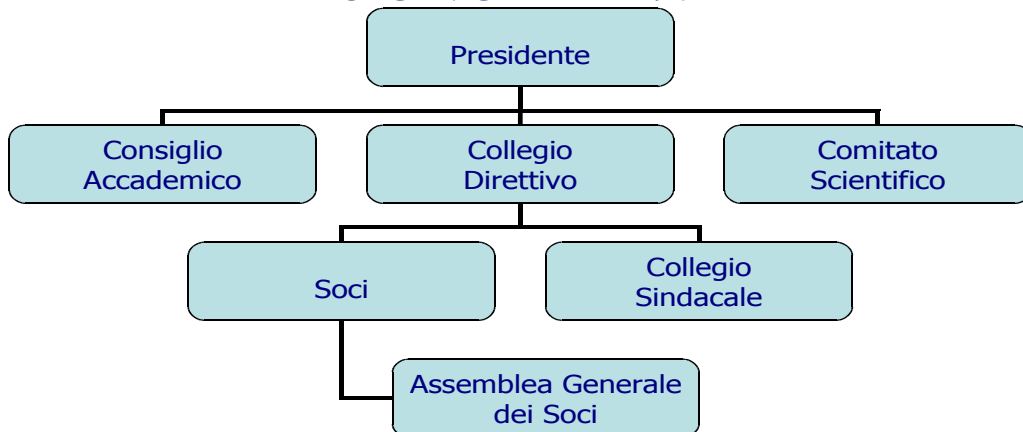 Presidente
Consiglio
Accademico
Collegio
Direttivo
Comitato
Scientifico
Soci
Collegio
Sindacale
Assemblea Generale
dei Soci